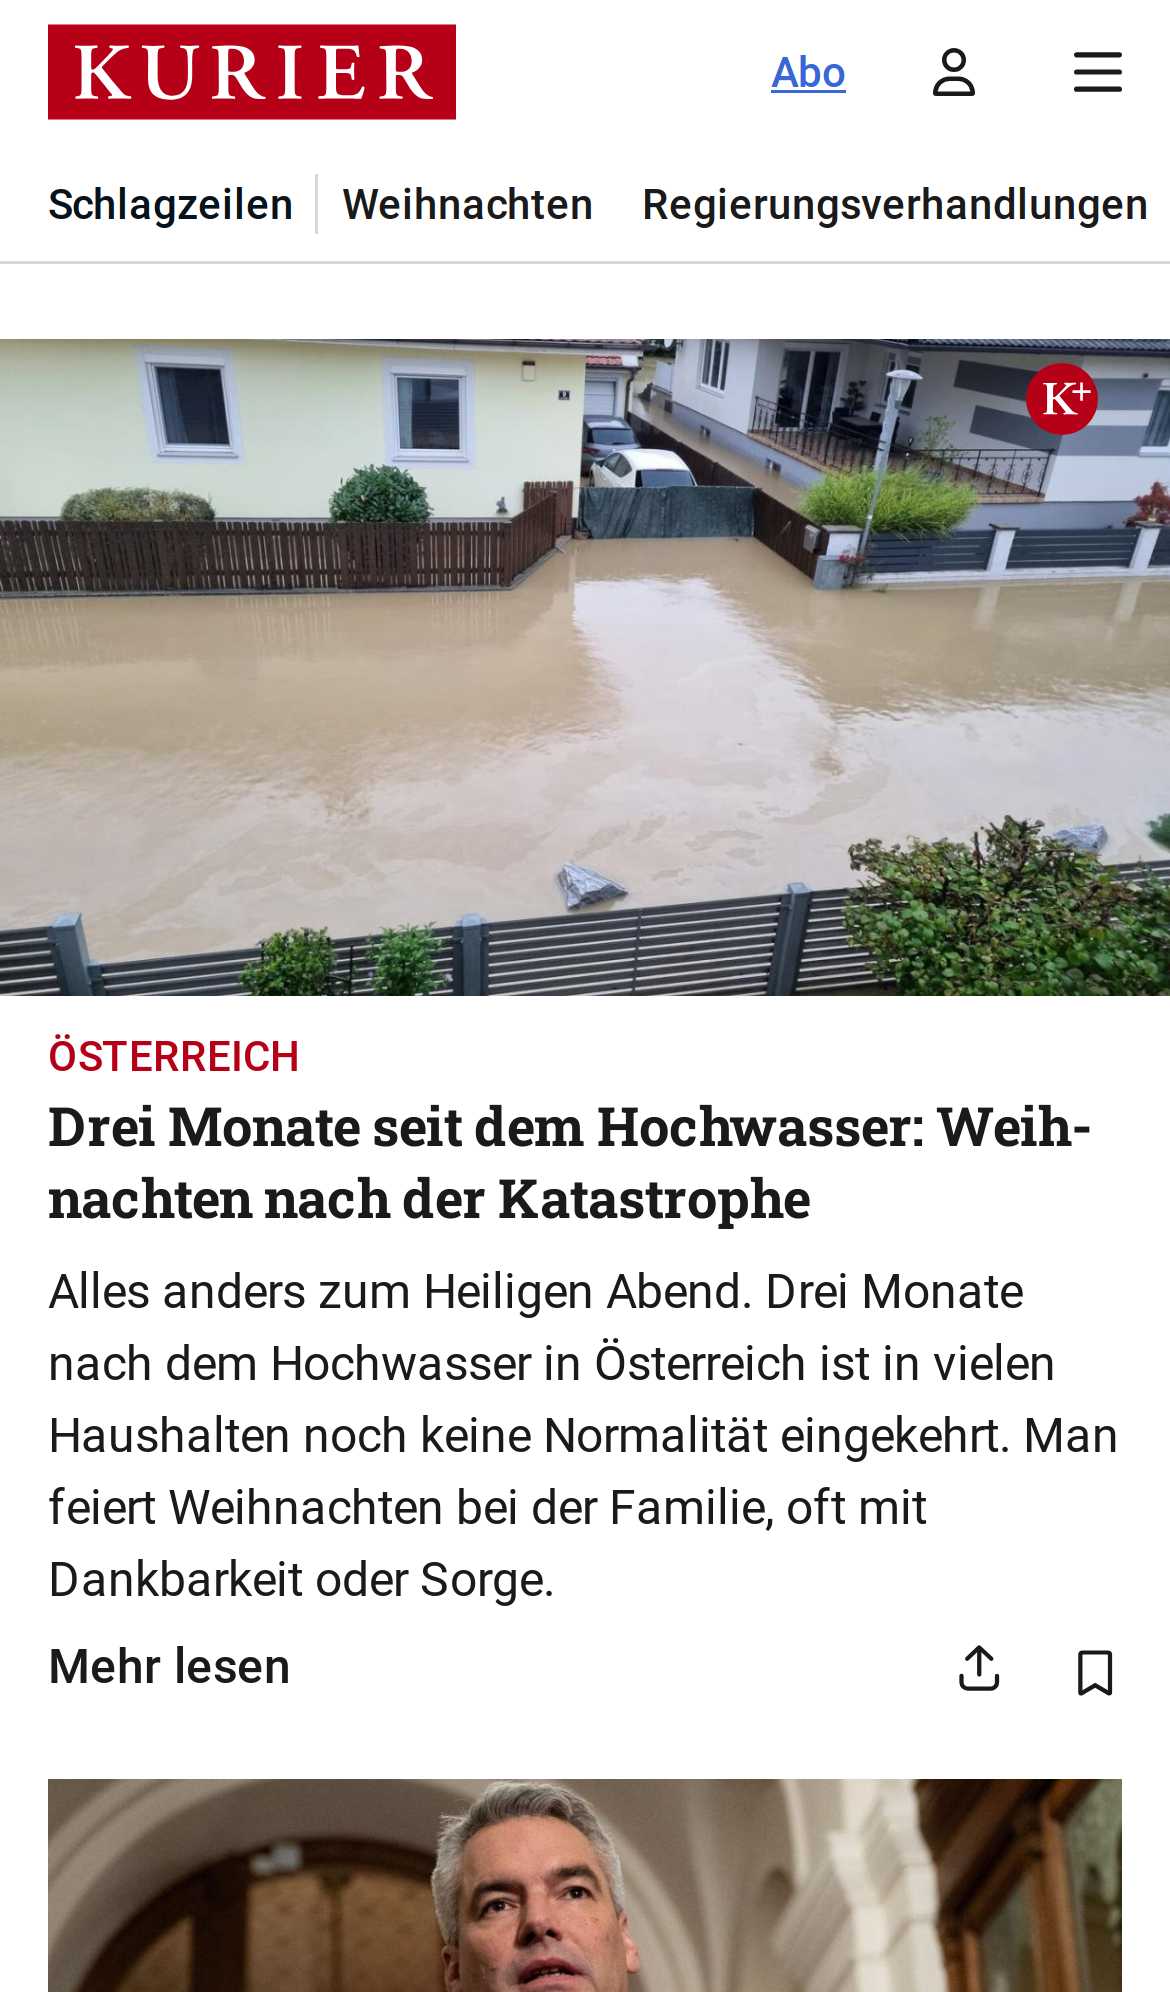 KURIER
Abo
Schlagzeilen
Weihnachten
Regierungsverhandlungen
K+
ÖSTERREICH
Drei Monate seit dem Hochwasser: Weih-
nachten nach der Katastrophe
Alles anders zum Heiligen Abend. Drei Monate
nach dem Hochwasser in Österreich ist in vielen
Haushalten noch keine Normalität eingekehrt. Man
feiert Weihnachten bei der Familie, oft mit
Dankbarkeit oder Sorge.
Mehr lesen